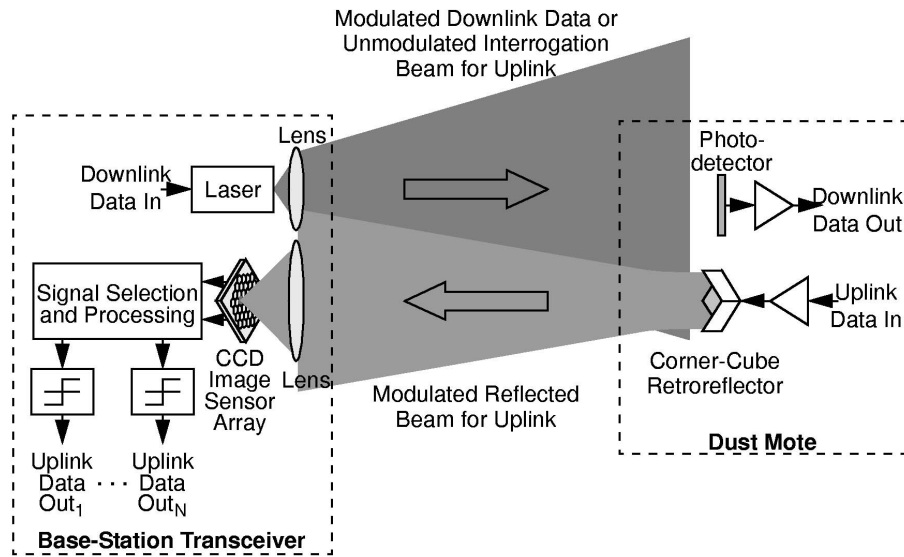 Modulated Downlink Data or
Unmodulated Interrogation
Beam for Uplink
Lens
Downlink
Data In
Laser
Photo-
detector
Downlink
Data Out
Signal Selection
and Processing
CCD
Image
Sensor
Array
Lens
Uplink
Data In
Corner-Cube
Retroreflector
Modulated Reflected
Beam for Uplink
Dust Mote
Uplink
Data
Out₁
. . .
Uplink
Data
Out_N
Base-Station Transceiver